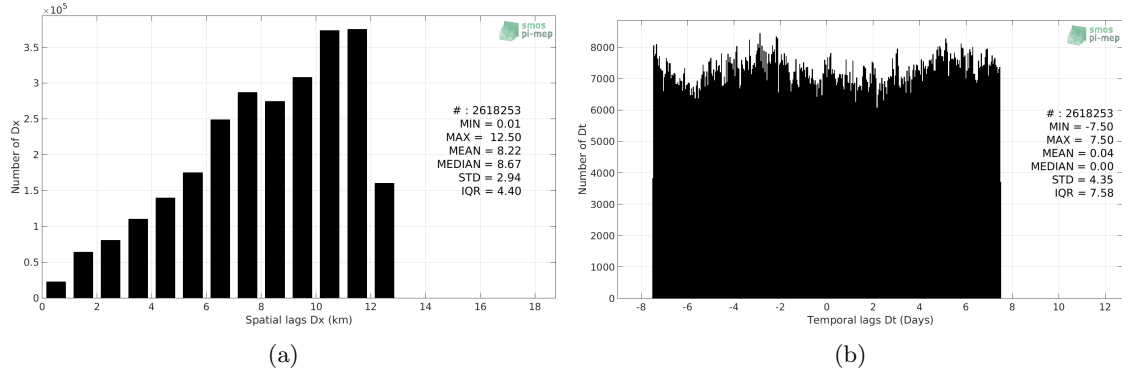 ×10⁵
smos
pi-mep
3.5
3
2.5
2
1.5
1
0.5
0
Number of Dx
# : 2618253
MIN = 0.01
MAX = 12.50
MEAN = 8.22
MEDIAN = 8.67
STD = 2.94
IQR = 4.40
0 2 4 6 8 10 12 14 16 18
Spatial lags Dx (km)
(a)
smos
pi-mep
8000
7000
6000
5000
4000
3000
2000
1000
0
Number of Dt
# : 2618253
MIN = -7.50
MAX = 7.50
MEAN = 0.04
MEDIAN = 0.00
STD = 4.35
IQR = 7.58
-8 -6 -4 -2 0 2 4 6 8 10 12
Temporal lags Dt (Days)
(b)